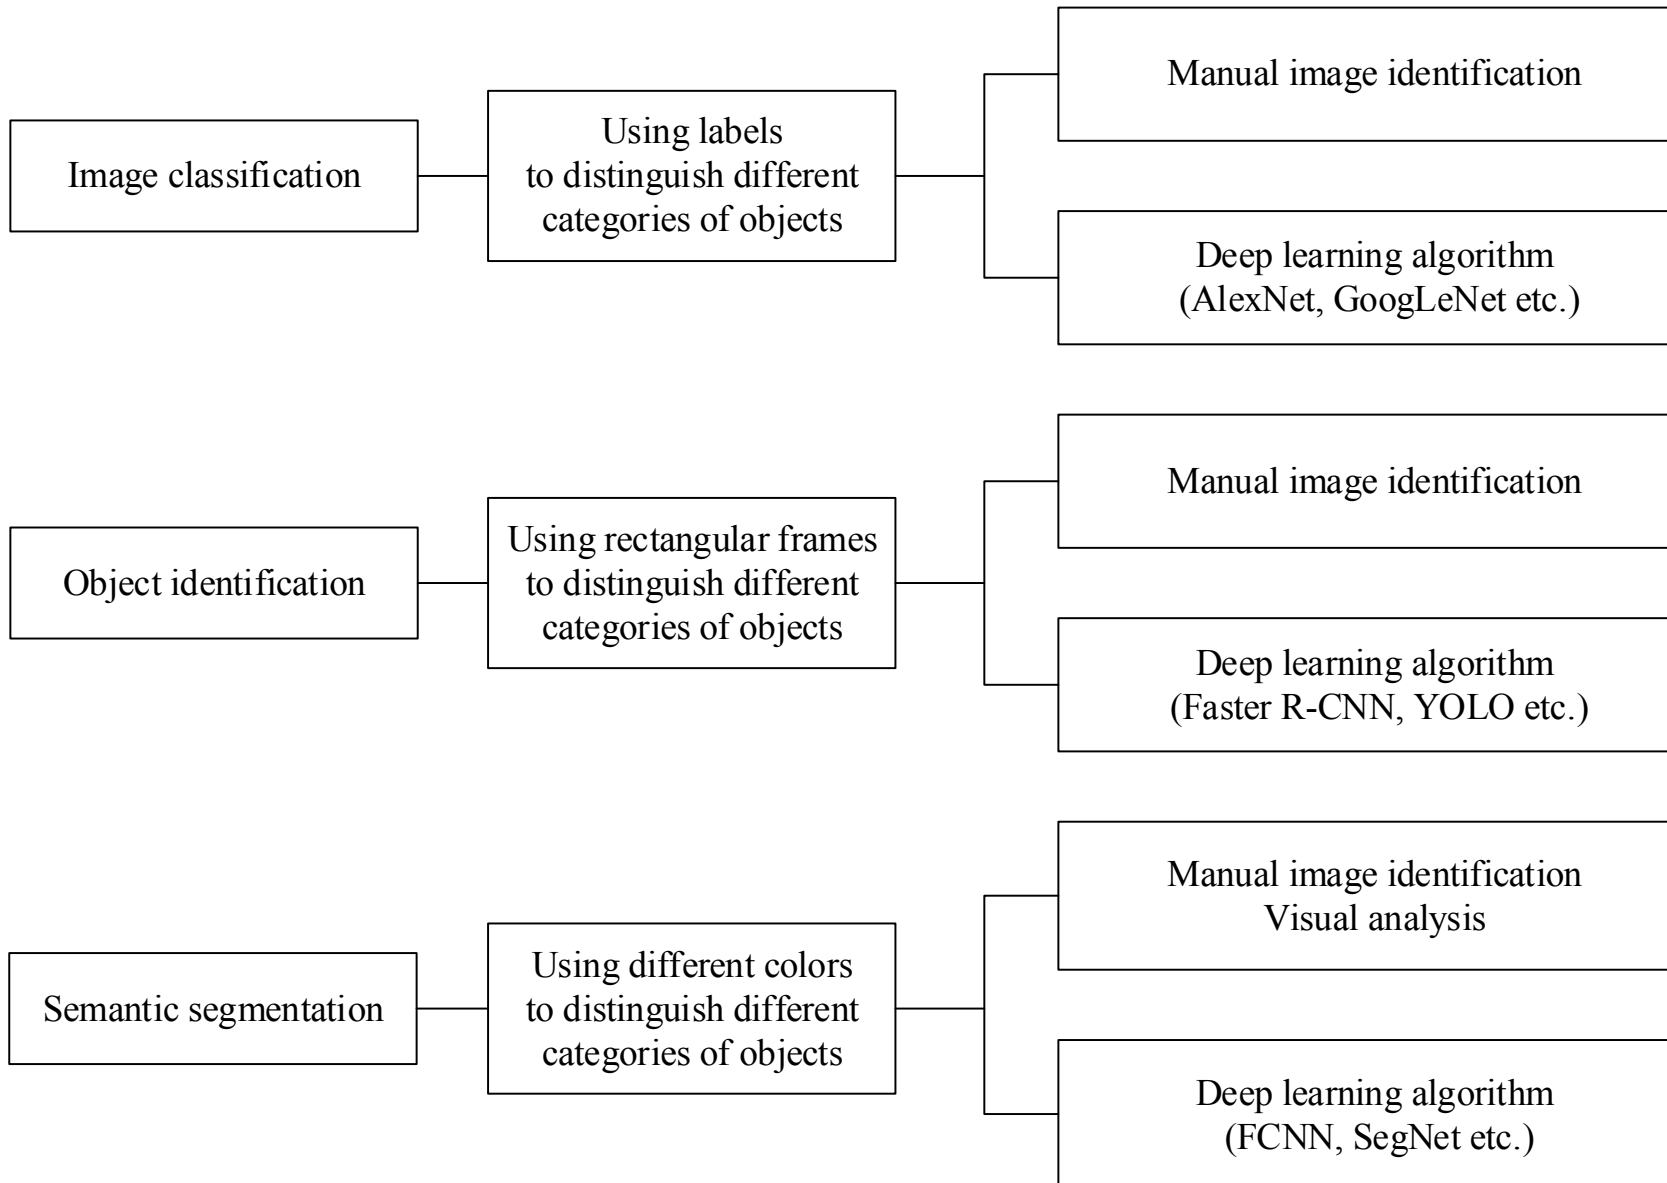 Image classification
Using labels
to distinguish different
categories of objects
Manual image identification
Deep learning algorithm
(AlexNet, GoogLeNet etc.)
Object identification
Using rectangular frames
to distinguish different
categories of objects
Manual image identification
Deep learning algorithm
(Faster R-CNN, YOLO etc.)
Semantic segmentation
Using different colors
to distinguish different
categories of objects
Manual image identification
Visual analysis
Deep learning algorithm
(FCNN, SegNet etc.)